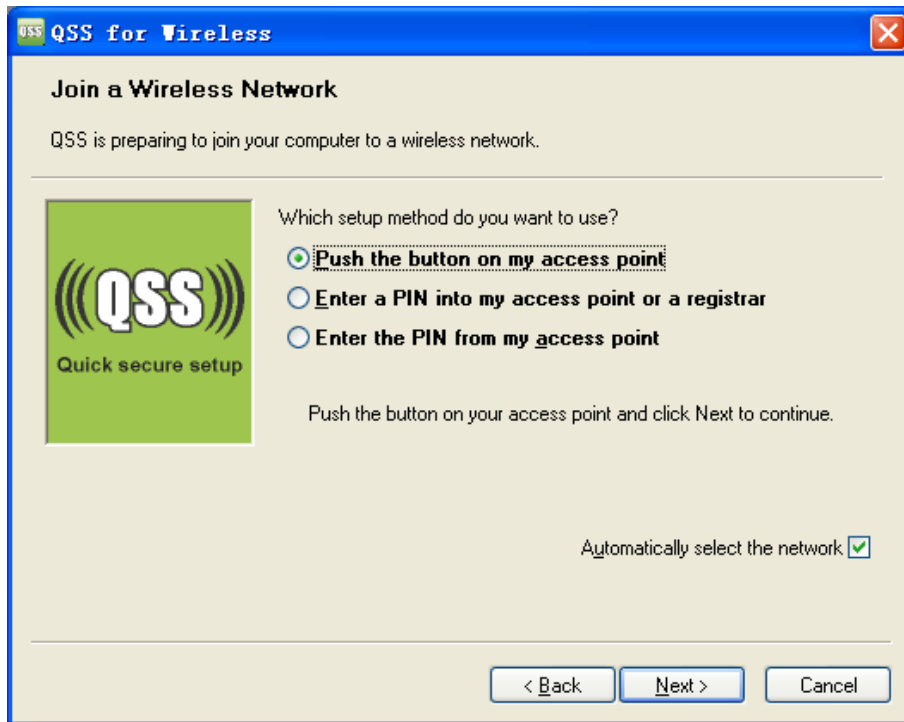 QSS QSS for Wireless
Join a Wireless Network
QSS is preparing to join your computer to a wireless network.
Which setup method do you want to use?
Push the button on my access point
Enter a PIN into my access point or a registrar
Enter the PIN from my access point
(((QSS)))
Quick secure setup
Push the button on your access point and click Next to continue.
Automatically select the network
< Back Next > Cancel